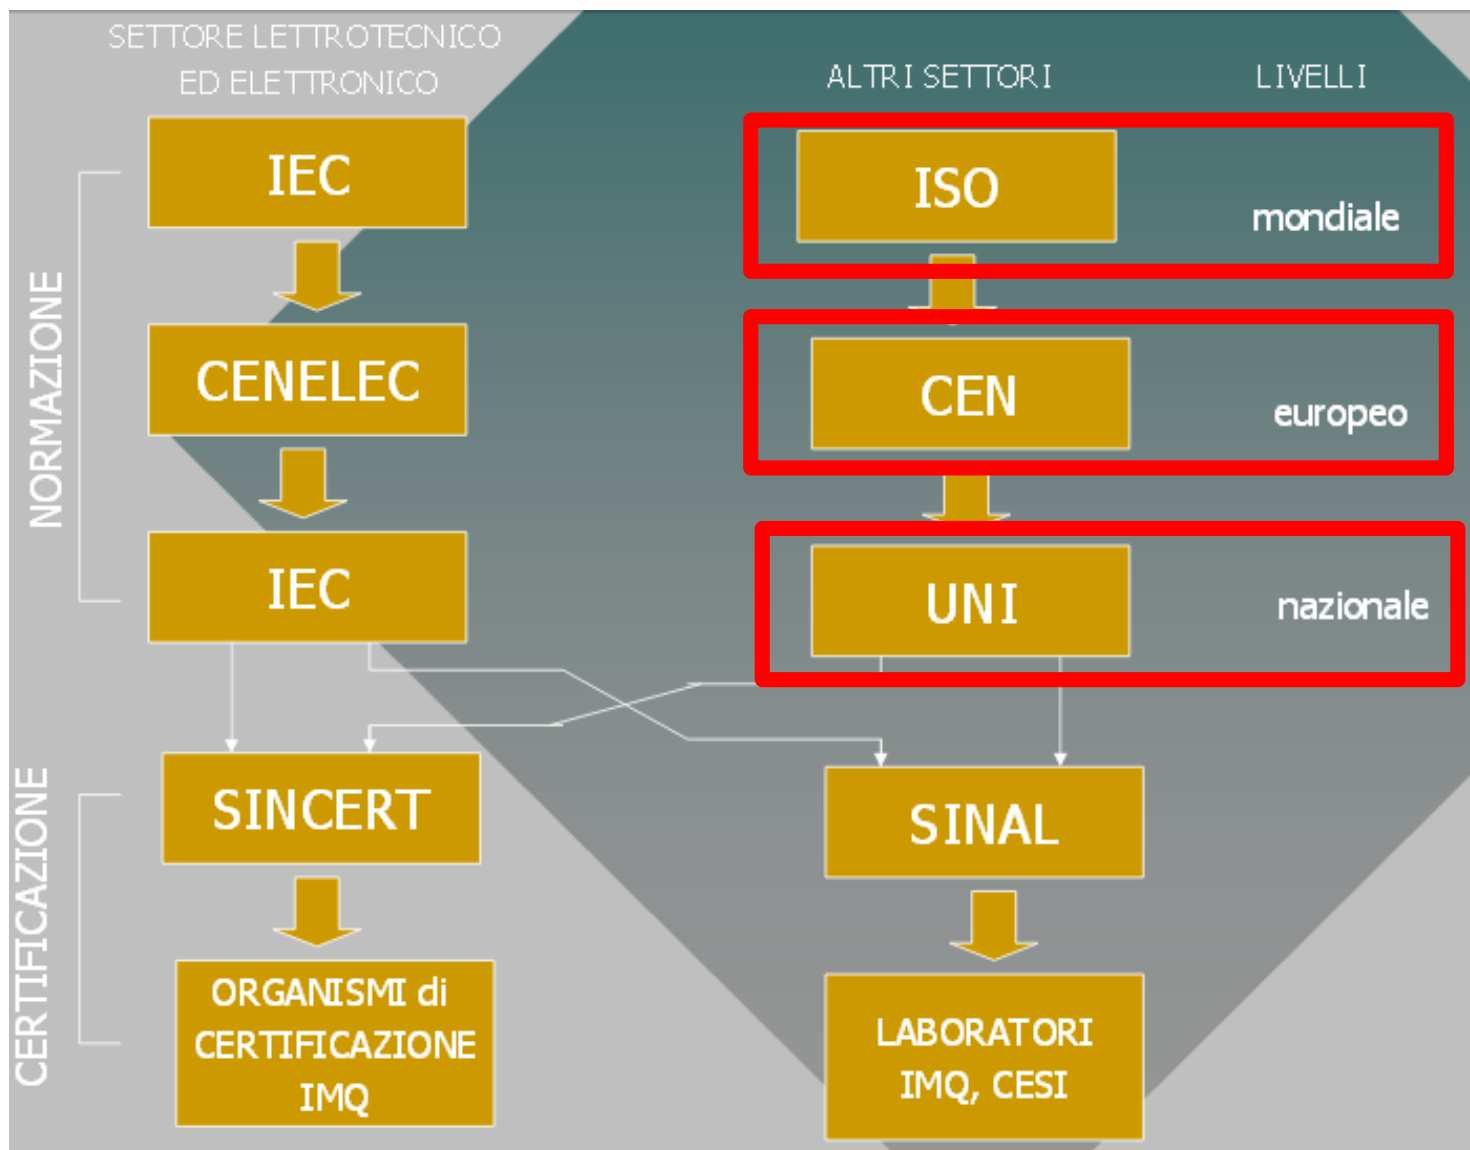 SETTORE LETTROTECNICO
ED ELETTRONICO
ALTRI SETTORI
LIVELLI
NORMAZIONE
IEC
ISO
mondiale
CENELEC
CEN
europeo
IEC
UNI
nazionale
CERTIFICAZIONE
SINCERT
SINAL
ORGANISMI di
CERTIFICAZIONE
IMQ
LABORATORI
IMQ, CESI